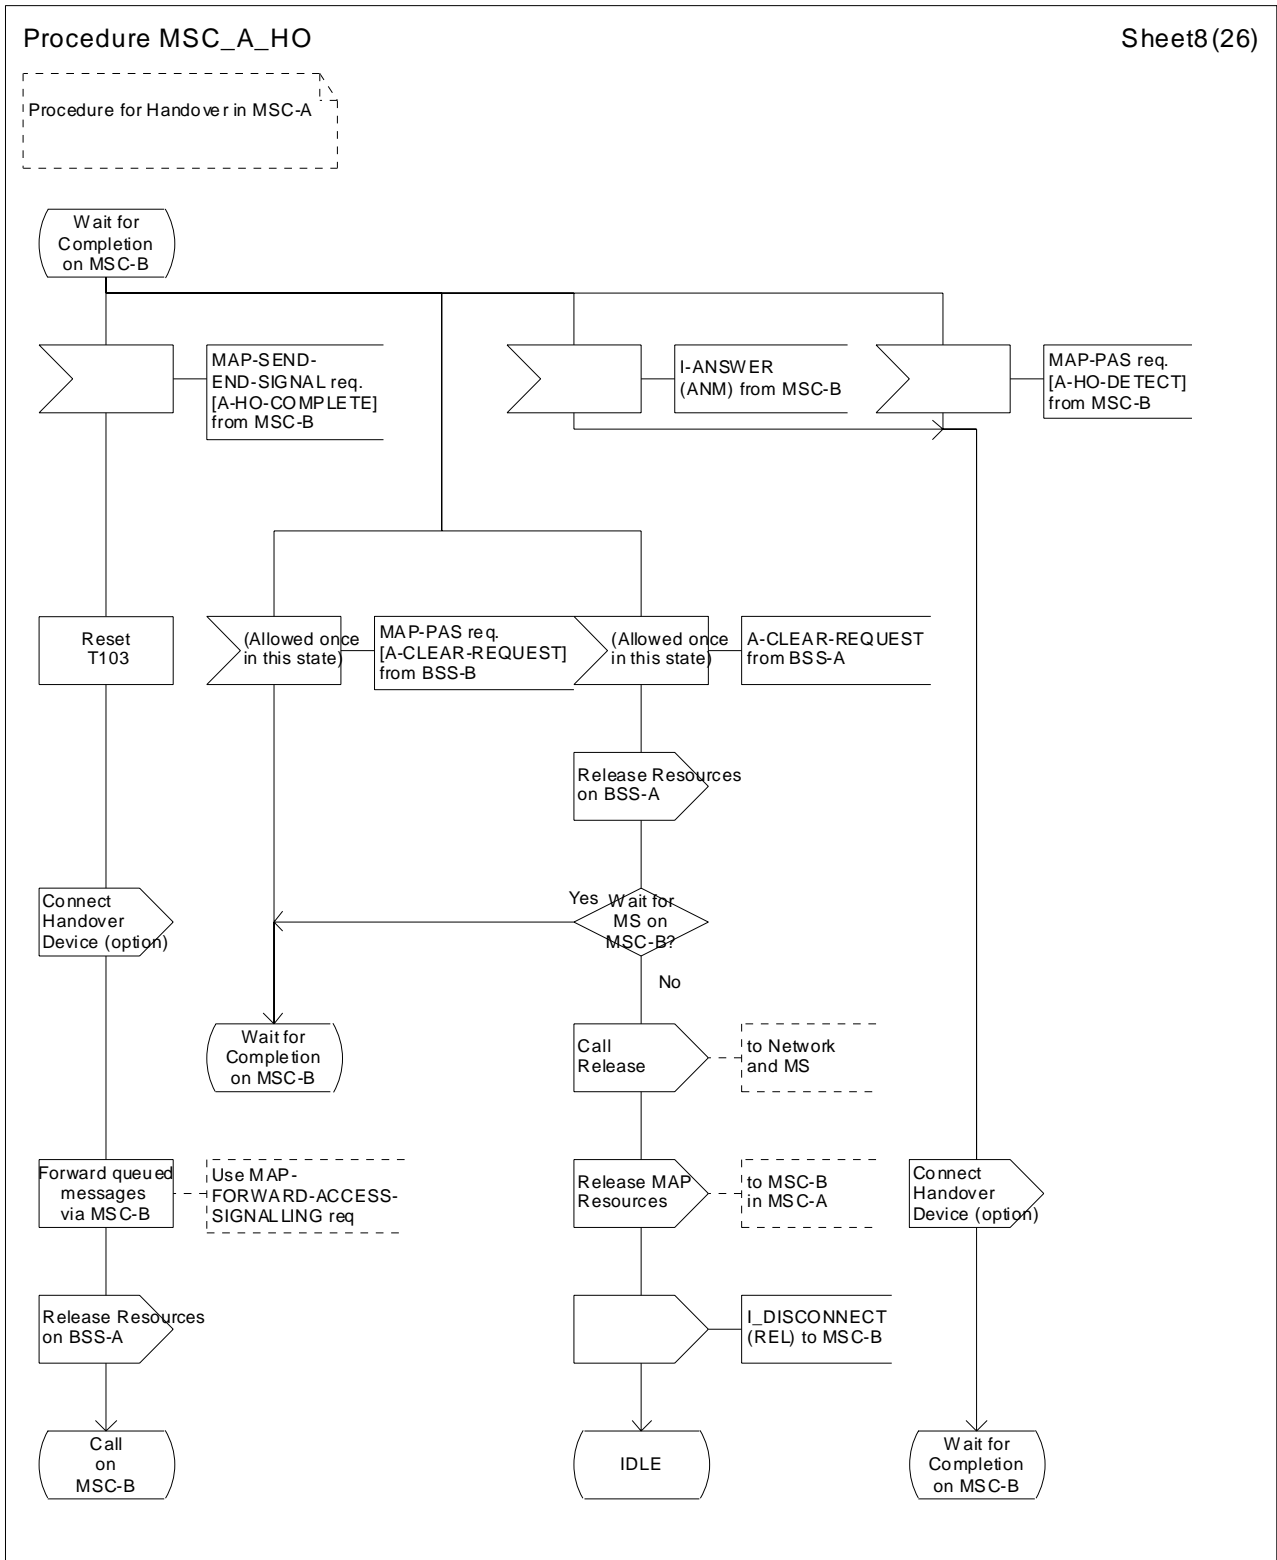 Procedure MSC_A_HO
Sheet8(26)
Procedure for Handover in MSC-A
Wait for
Completion
on MSC-B
MAP-SEND-
END-SIGNAL req.
[A-HO-COMPLETE]
from MSC-B
I-ANSWER
(ANM) from MSC-B
MAP-PAS req.
[A-HO-DETECT]
from MSC-B
Reset
T103
(Allowed once
in this state)
MAP-PAS req.
[A-CLEAR-REQUEST]
from BSS-B
(Allowed once
in this state)
A-CLEAR-REQUEST
from BSS-A
Release Resources
on BSS-A
Connect
Handover
Device (option)
Yes
Wait for
MS on
MSC-B?
No
Wait for
Completion
on MSC-B
Call
Release
to Network
and MS
Forward queued
messages
via MSC-B
Use MAP-
FORWARD-ACCESS-
SIGNALLING req
Release MAP
Resources
to MSC-B
in MSC-A
Connect
Handover
Device (option)
Release Resources
on BSS-A
I_DISCONNECT
(REL) to MSC-B
Call
on
MSC-B
IDLE
Wait for
Completion
on MSC-B